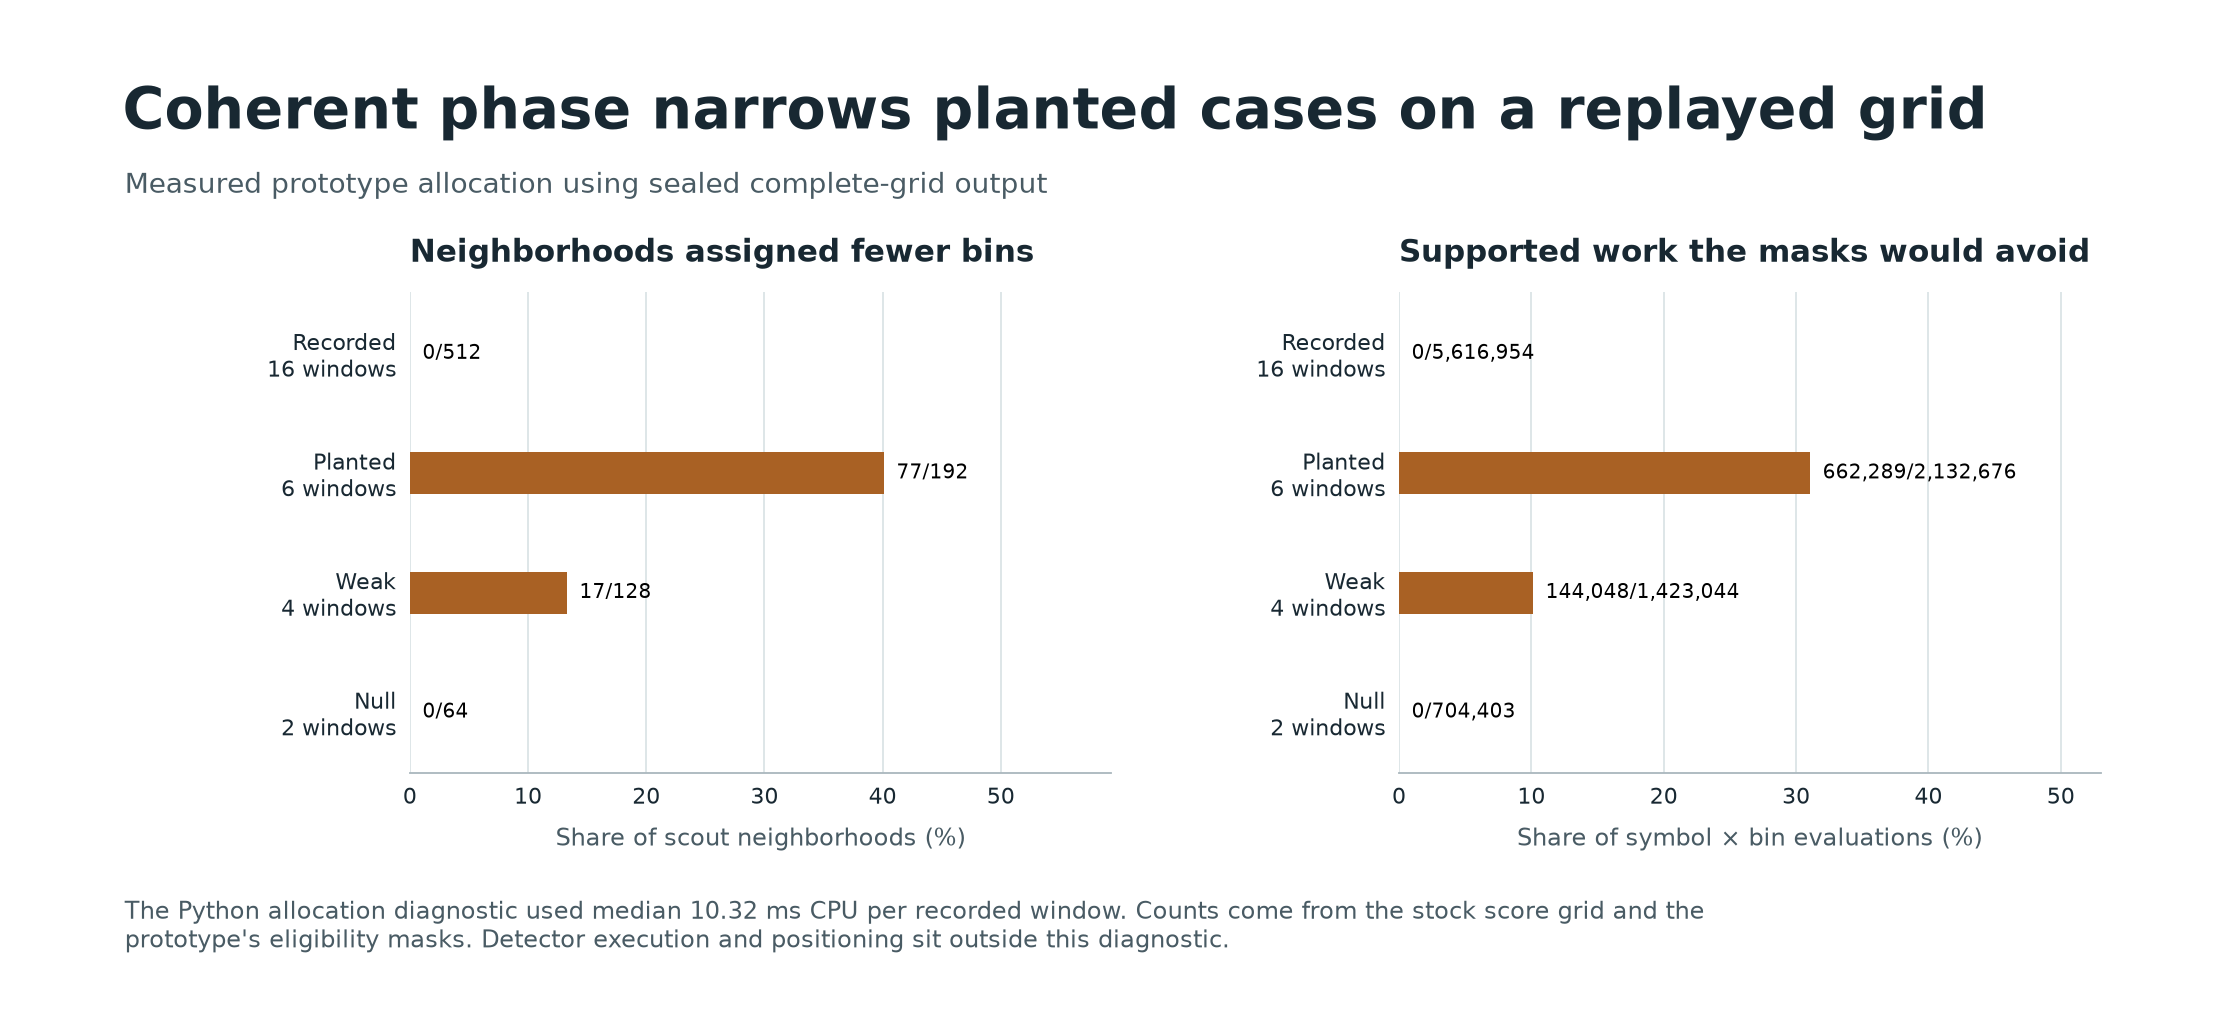 Coherent phase narrows planted cases on a replayed grid
Measured prototype allocation using sealed complete-grid output
Neighborhoods assigned fewer bins
Recorded
16 windows
0/512
Planted
6 windows
77/192
Weak
4 windows
17/128
Null
2 windows
0/64
0 10 20 30 40 50
Share of scout neighborhoods (%)
Supported work the masks would avoid
Recorded
16 windows
0/5,616,954
Planted
6 windows
662,289/2,132,676
Weak
4 windows
144,048/1,423,044
Null
2 windows
0/704,403
0 10 20 30 40 50
Share of symbol × bin evaluations (%)
The Python allocation diagnostic used median 10.32 ms CPU per recorded window. Counts come from the stock score grid and the
prototype's eligibility masks. Detector execution and positioning sit outside this diagnostic.